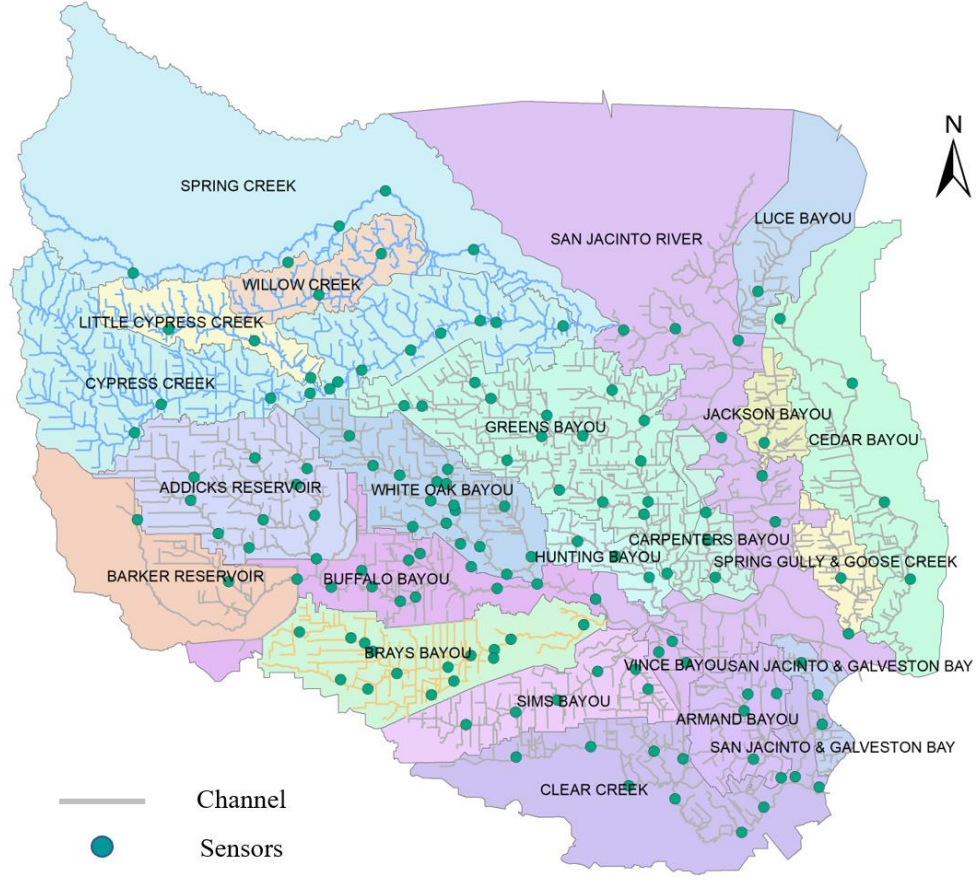 N
SPRING CREEK
LUCE BAYOU
SAN JACINTO RIVER
WILLOW CREEK
LITTLE CYPRESS CREEK
CYPRESS CREEK
JACKSON BAYOU
GREENS BAYOU
CEDAR BAYOU
ADDICKS RESERVOIR
WHITE OAK BAYOU
CARPENTERS BAYOU
HUNTING BAYOU
SPRING GULLY & GOOSE CREEK
BARKER RESERVOIR
BUFFALO BAYOU
BRAYS BAYOU
VINCE BAYOU
SAN JACINTO & GALVESTON BAY
SIMS BAYOU
ARMAND BAYOU
SAN JACINTO & GALVESTON BAY
CLEAR CREEK
Channel
Sensors